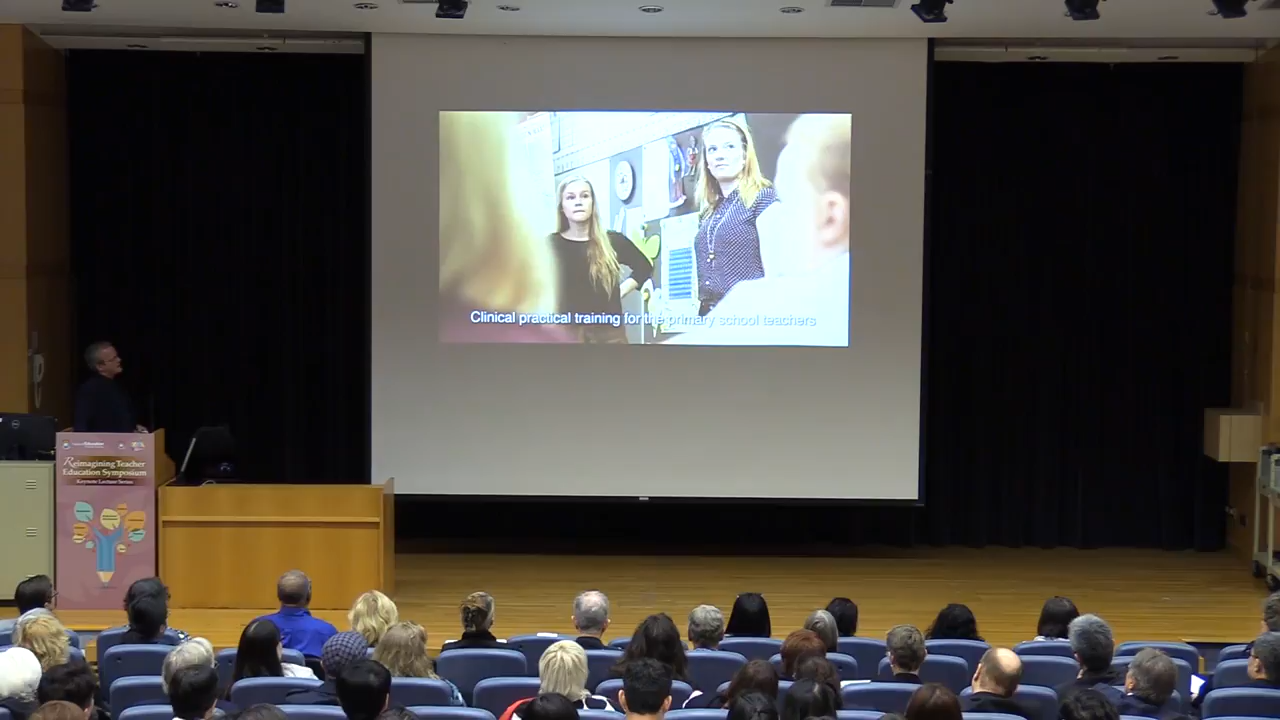 Clinical practical training for the primary school teachers
Reimagining Teacher
Education Symposium
Keynote Lecture Series